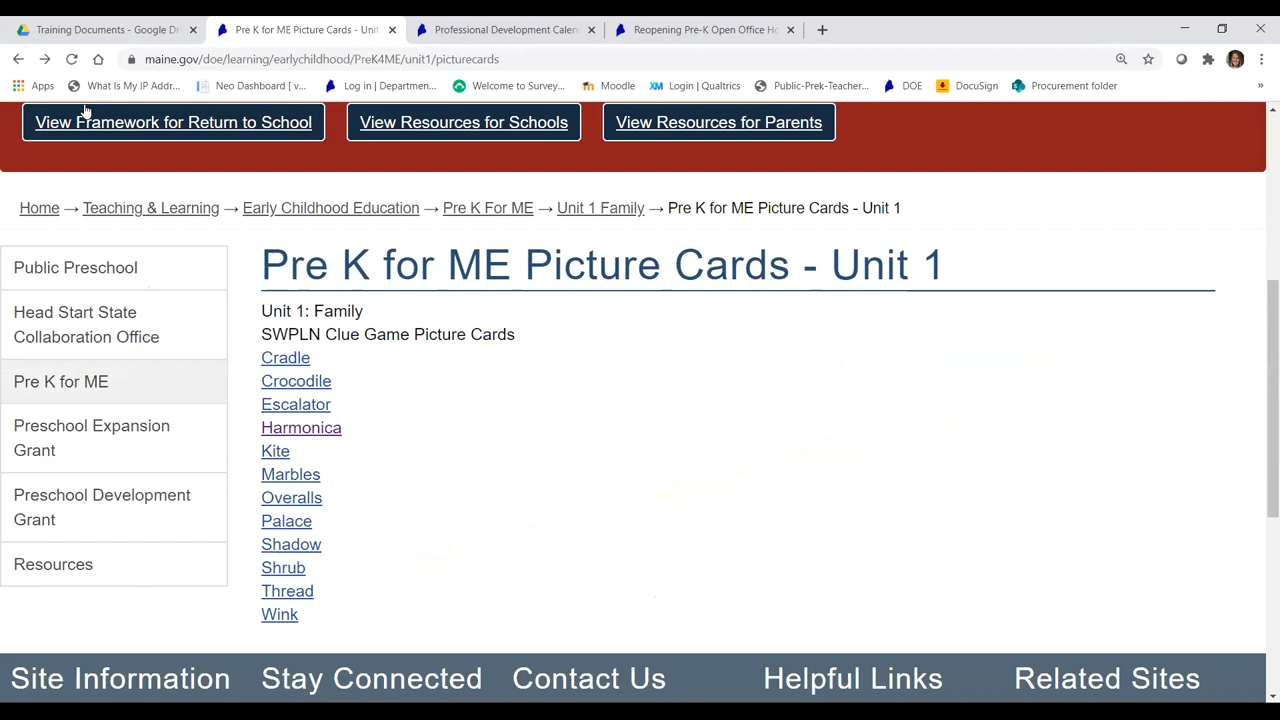 Training Documents - Google Dr
Pre K for ME Picture Cards - Unit
Professional Development Calen
Reopening Pre-K Open Office Ho
maine.gov/doe/learning/earlychildhood/PreK4ME/unit1/picturecards
Apps
What Is My IP Addr...
Neo Dashboard [ v...
Log in | Departmen...
Welcome to Survey...
Moodle
XM Login | Qualtrics
Public-Prek-Teacher...
DOE
DocuSign
Procurement folder
»
View Framework for Return to School
View Resources for Schools
View Resources for Parents
Home → Teaching & Learning → Early Childhood Education → Pre K For ME → Unit 1 Family → Pre K for ME Picture Cards - Unit 1
Public Preschool
Head Start State
Collaboration Office
Pre K for ME
Preschool Expansion
Grant
Preschool Development
Grant
Resources
Pre K for ME Picture Cards - Unit 1
Unit 1: Family
SWPLN Clue Game Picture Cards
Cradle
Crocodile
Escalator
Harmonica
Kite
Marbles
Overalls
Palace
Shadow
Shrub
Thread
Wink
Site Information
Stay Connected
Contact Us
Helpful Links
Related Sites